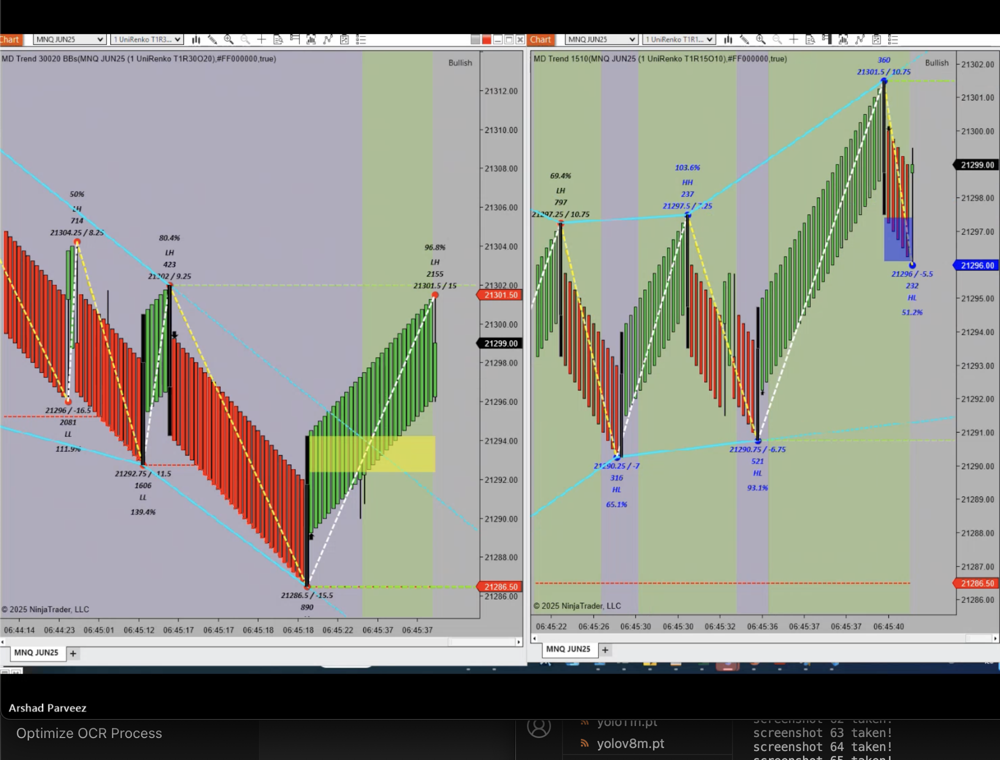 Chart
MNQ JUN25
1 UniRenko T1R3...
MD Trend 30020 BBs(MNQ JUN25 (1 UniRenko T1R30O20),#FF000000,true)
Bullish
50%
LH
714
21304.25 / 8.25
80.4%
LH
423
21302 / 9.25
96.8%
LH
2155
21301.5 / 15
21296 / -16.5
2081
LL
111.9%
21292.75 / -11.5
1606
LL
139.4%
21286.5 / -15.5
890
21312.00
21310.00
21308.00
21306.00
21304.00
21302.00
21301.50
21300.00
21299.00
21298.00
21296.00
21294.00
21292.00
21290.00
21288.00
21286.50
21286.00
© 2025 NinjaTrader, LLC
06:44:14
06:44:23
06:45:01
06:45:12
06:45:17
06:45:17
06:45:18
06:45:18
06:45:22
06:45:37
06:45:37
MNQ JUN25
+
Chart
MNQ JUN25
1 UniRenko T1R1...
MD Trend 1510(MNQ JUN25 (1 UniRenko T1R15O10),#FF000000,true)
Bullish
360
21301.5 / 10.75
69.4%
LH
797
21297.25 / 10.75
103.6%
HH
237
21297.5 / 7.25
21296 / -5.5
232
HL
51.2%
21290.25 / -7
316
HL
65.1%
21290.75 / -6.75
521
HL
93.1%
21302.00
21301.00
21300.00
21299.00
21298.00
21297.00
21296.00
21295.00
21294.00
21293.00
21292.00
21291.00
21290.00
21289.00
21288.00
21287.00
21286.50
21286.00
© 2025 NinjaTrader, LLC
06:45:22
06:45:26
06:45:30
06:45:30
06:45:32
06:45:36
06:45:37
06:45:37
06:45:40
MNQ JUN25
+
Arshad Parveez
Optimize OCR Process
yolo11n.pt
yolov8m.pt
screenshot 62 taken!
screenshot 63 taken!
screenshot 64 taken!
screenshot 65 taken!